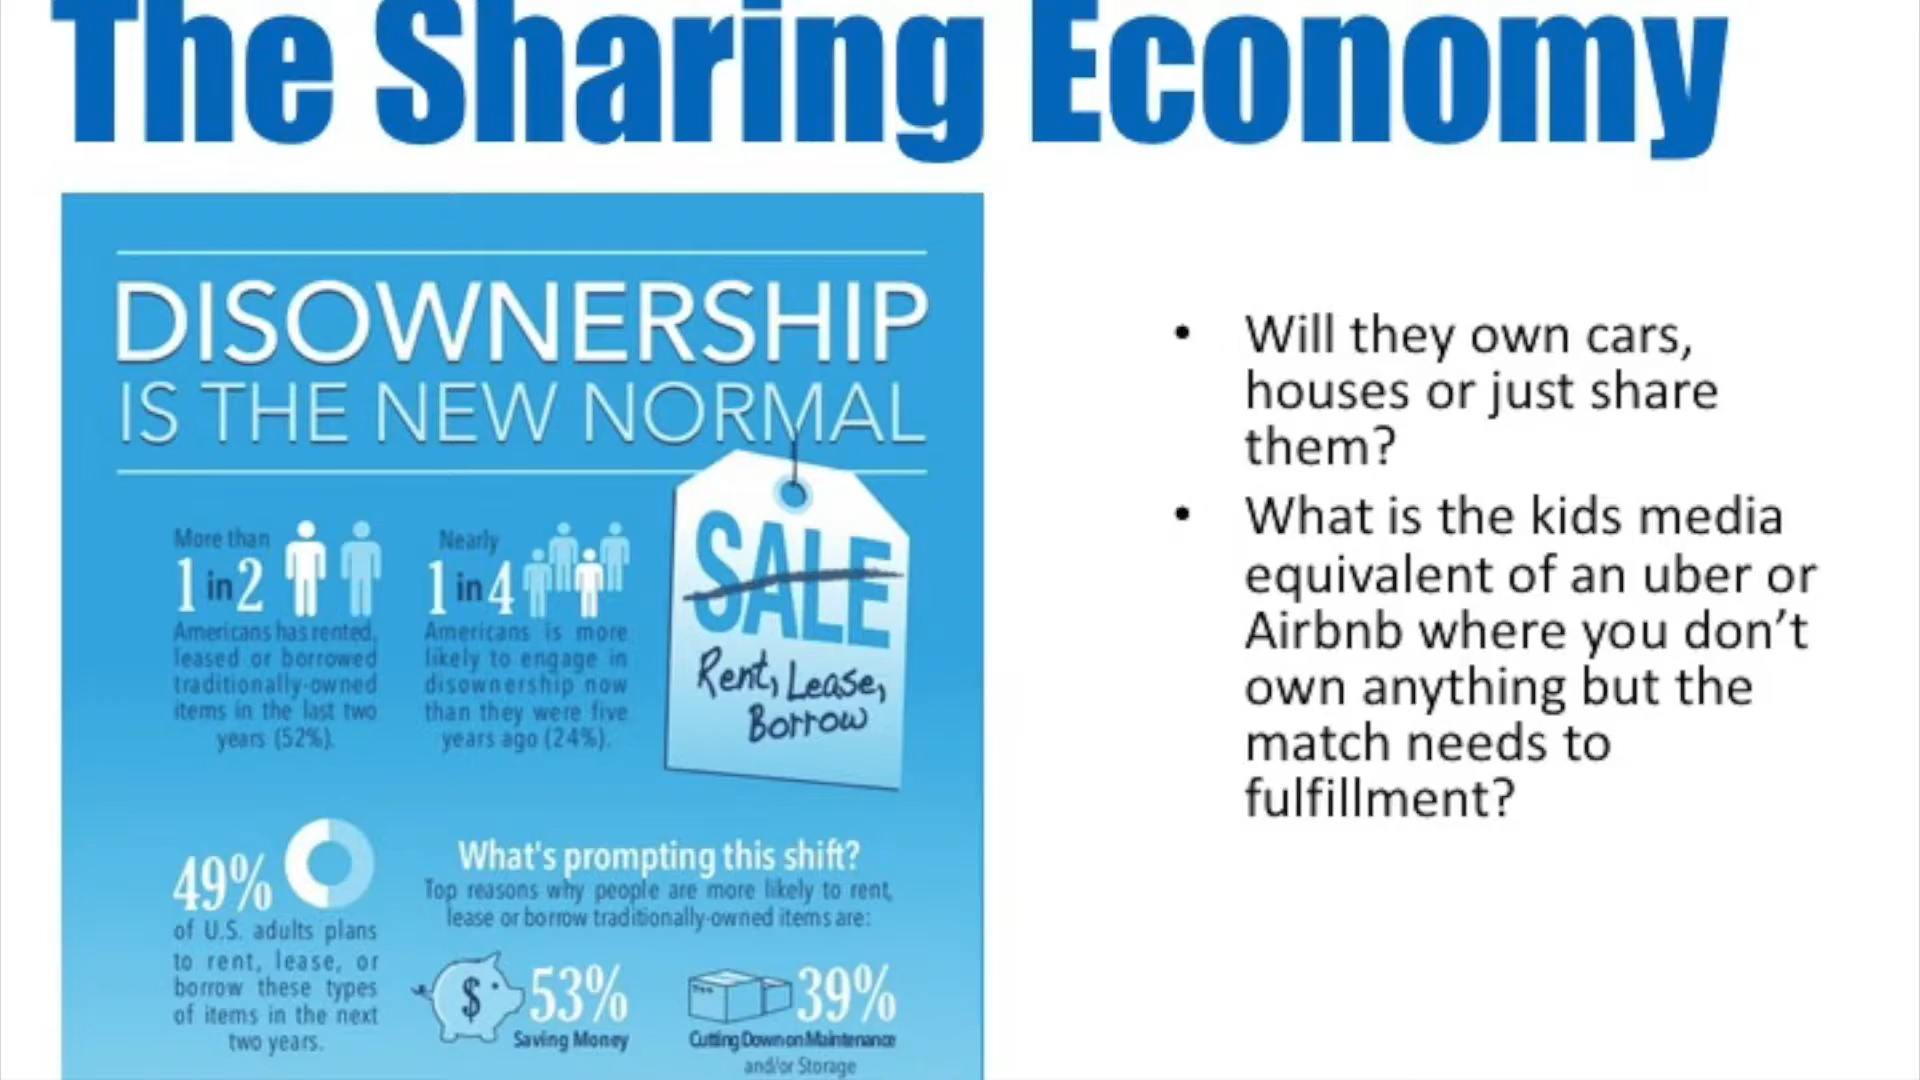 The Sharing Economy
DISOWNERSHIP
IS THE NEW NORMAL
More than
1 in 2
Americans has rented,
leased or borrowed
traditionally-owned
items in the last two
years (52%).
Nearly
1 in 4
Americans is more
likely to engage in
disownership now
than they were five
years ago (24%).
SALE
Rent, Lease,
Borrow
49%
of U.S. adults plans
to rent, lease, or
borrow these types
of items in the next
two years.
What's prompting this shift?
Top reasons why people are more likely to rent,
lease or borrow traditionally-owned items are:
$
53%
Saving Money
39%
Cutting Down on Maintenance
and/or Storage
• Will they own cars,
houses or just share
them?
• What is the kids media
equivalent of an uber or
Airbnb where you don’t
own anything but the
match needs to
fulfillment?